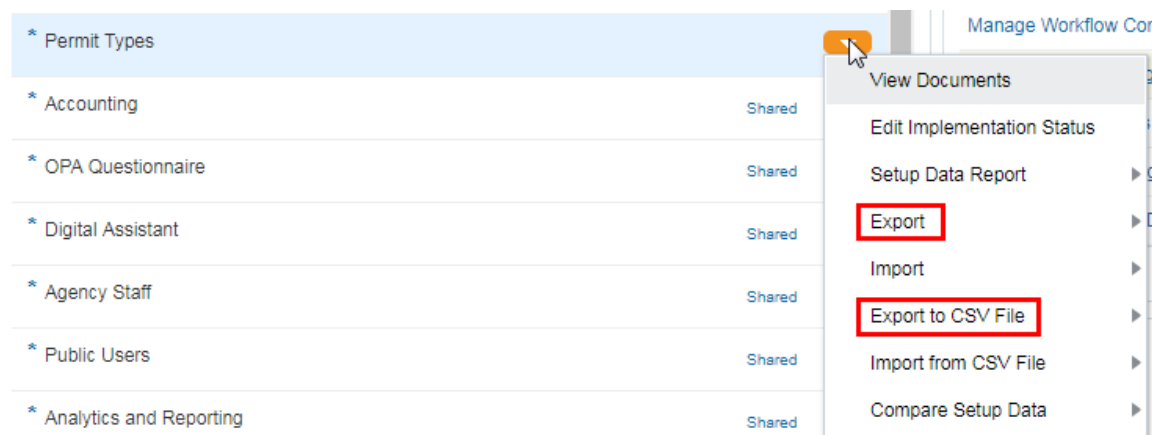 * Permit Types
* Accounting
Shared
* OPA Questionnaire
Shared
* Digital Assistant
Shared
* Agency Staff
Shared
* Public Users
Shared
* Analytics and Reporting
Shared
View Documents
Edit Implementation Status
Setup Data Report
Export
Import
Export to CSV File
Import from CSV File
Compare Setup Data
Manage Workflow